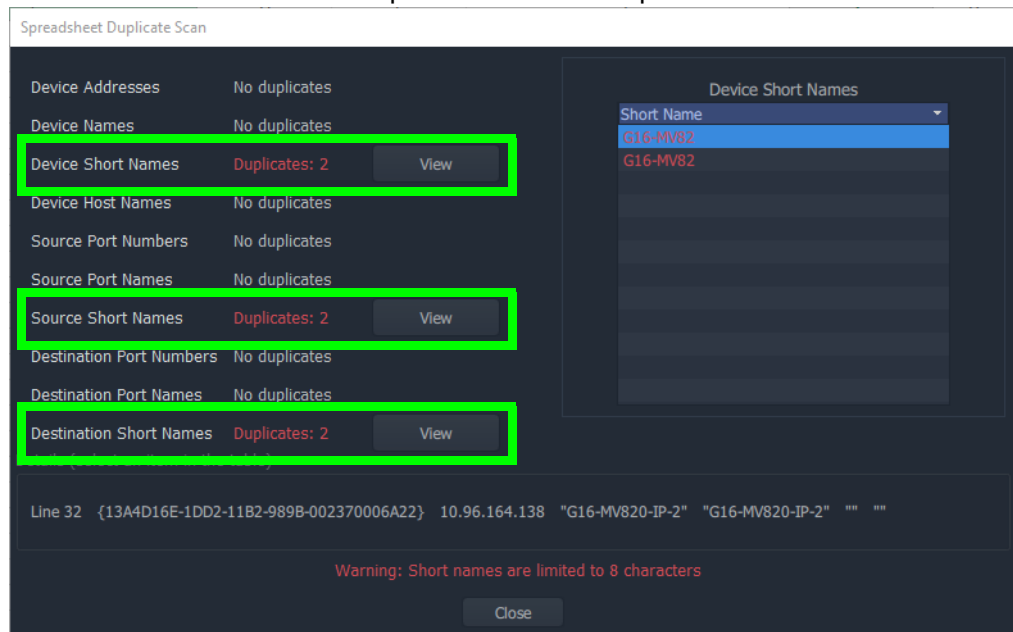 Spreadsheet Duplicate Scan
Device Addresses No duplicates
Device Names No duplicates
Device Short Names Duplicates: 2 View
Device Host Names No duplicates
Source Port Numbers No duplicates
Source Port Names No duplicates
Source Short Names Duplicates: 2 View
Destination Port Numbers No duplicates
Destination Port Names No duplicates
Destination Short Names Duplicates: 2 View
Device Short Names
Short Name
G16-MV82
G16-MV82
Line 32 {13A4D16E-1DD2-11B2-989B-002370006A22} 10.96.164.138 "G16-MV820-IP-2" "G16-MV820-IP-2" "" ""
Warning: Short names are limited to 8 characters
Close